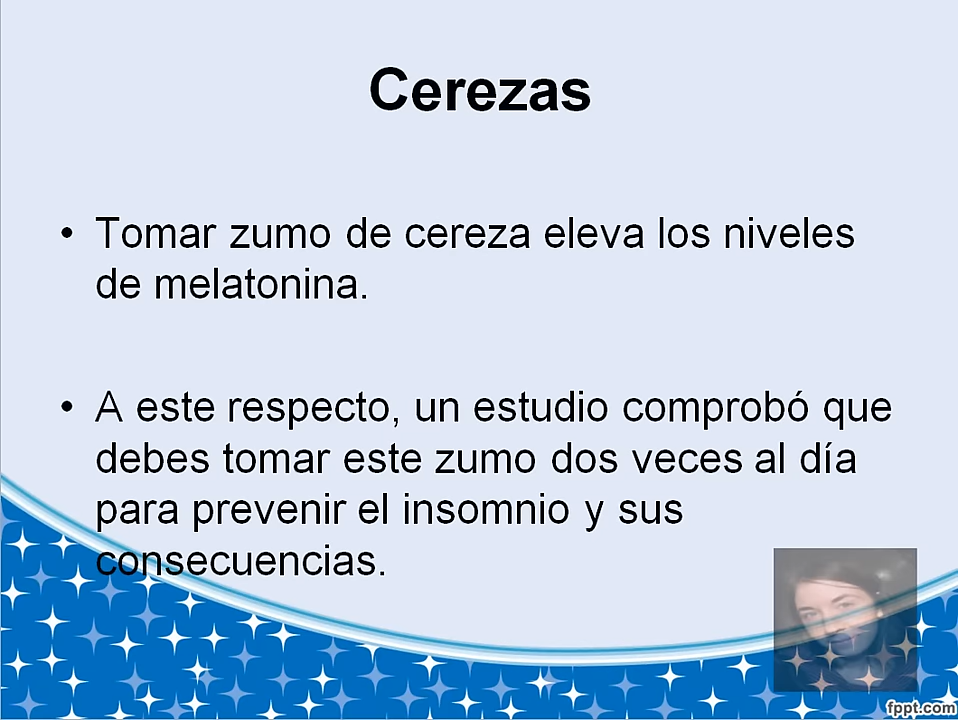 Cerezas
• Tomar zumo de cereza eleva los niveles
de melatonina.
• A este respecto, un estudio comprobó que
debes tomar este zumo dos veces al día
para prevenir el insomnio y sus
consecuencias.
fppt.com